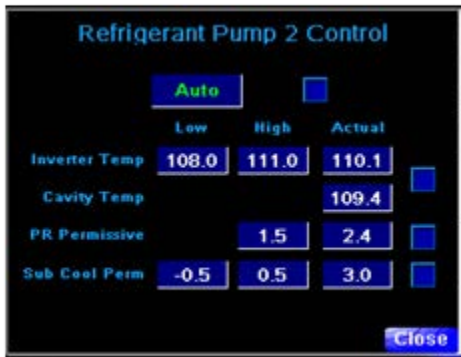 Refrigerant Pump 2 Control
Auto
Low High Actual
Inverter Temp 108.0 111.0 110.1
Cavity Temp 109.4
PR Permissive 1.5 2.4
Sub Cool Perm -0.5 0.5 3.0
Close